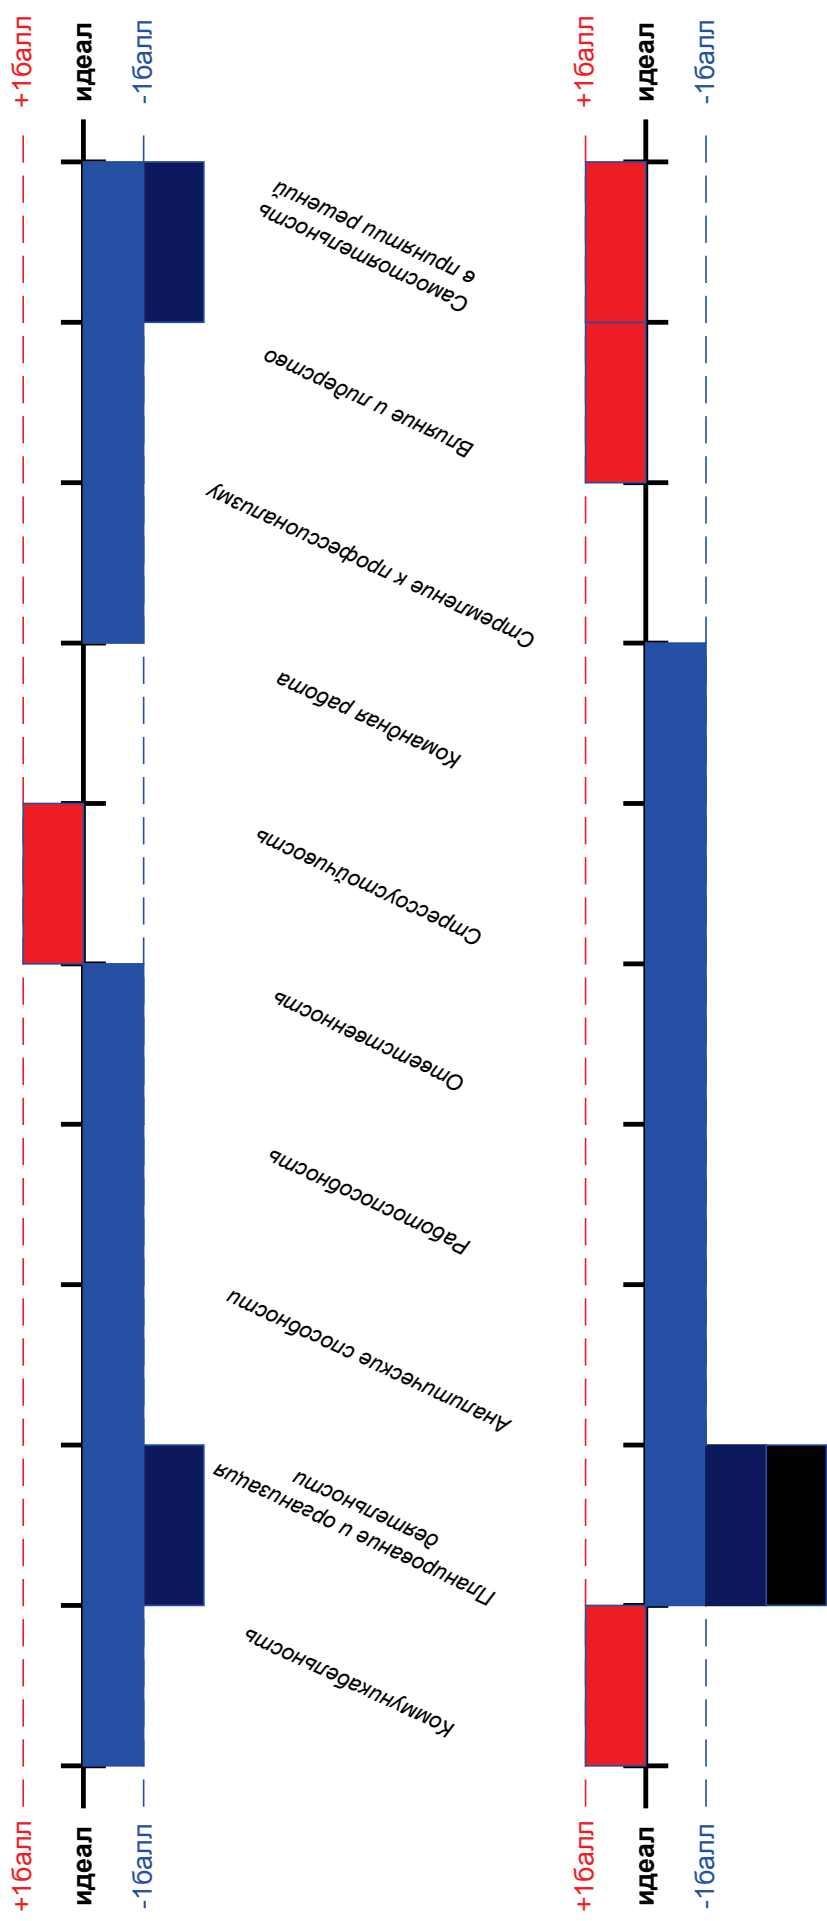 +1балл
идеал
-1балл
+1балл
идеал
-1балл
Самостоятельность
в принятии решений
Влияние и лидерство
Стремление к профессионализму
Командная работа
Стрессоустойчивость
Ответственность
Работоспособность
Аналитические способности
Планирование и организация
деятельности
Коммуникабельность
+1балл
идеал
-1балл
+1балл
идеал
-1балл